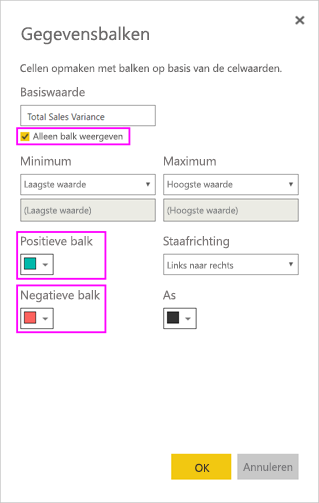 Gegevensbalken
Cellen opmaken met balken op basis van de celwaarden.
Basiswaarde
Total Sales Variance
Alleen balk weergeven
Minimum Maximum
Laagste waarde Hoogste waarde
(Laagste waarde) (Hoogste waarde)
Positieve balk Staafrichting
Links naar rechts
Negatieve balk As
OK Annuleren